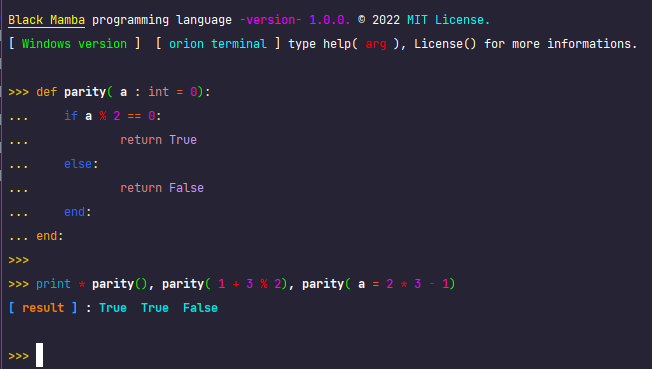 Black Mamba programming language -version- 1.0.0. © 2022 MIT License.
[ Windows version ]  [ orion terminal ] type help( arg ), License() for more informations.
>>> def parity( a : int = 0):
...     if a % 2 == 0:
...             return True
...     else:
...             return False
...     end:
... end:
>>>
>>> print * parity(), parity( 1 + 3 % 2), parity( a = 2 * 3 - 1)
[ result ] : True  True  False
>>>